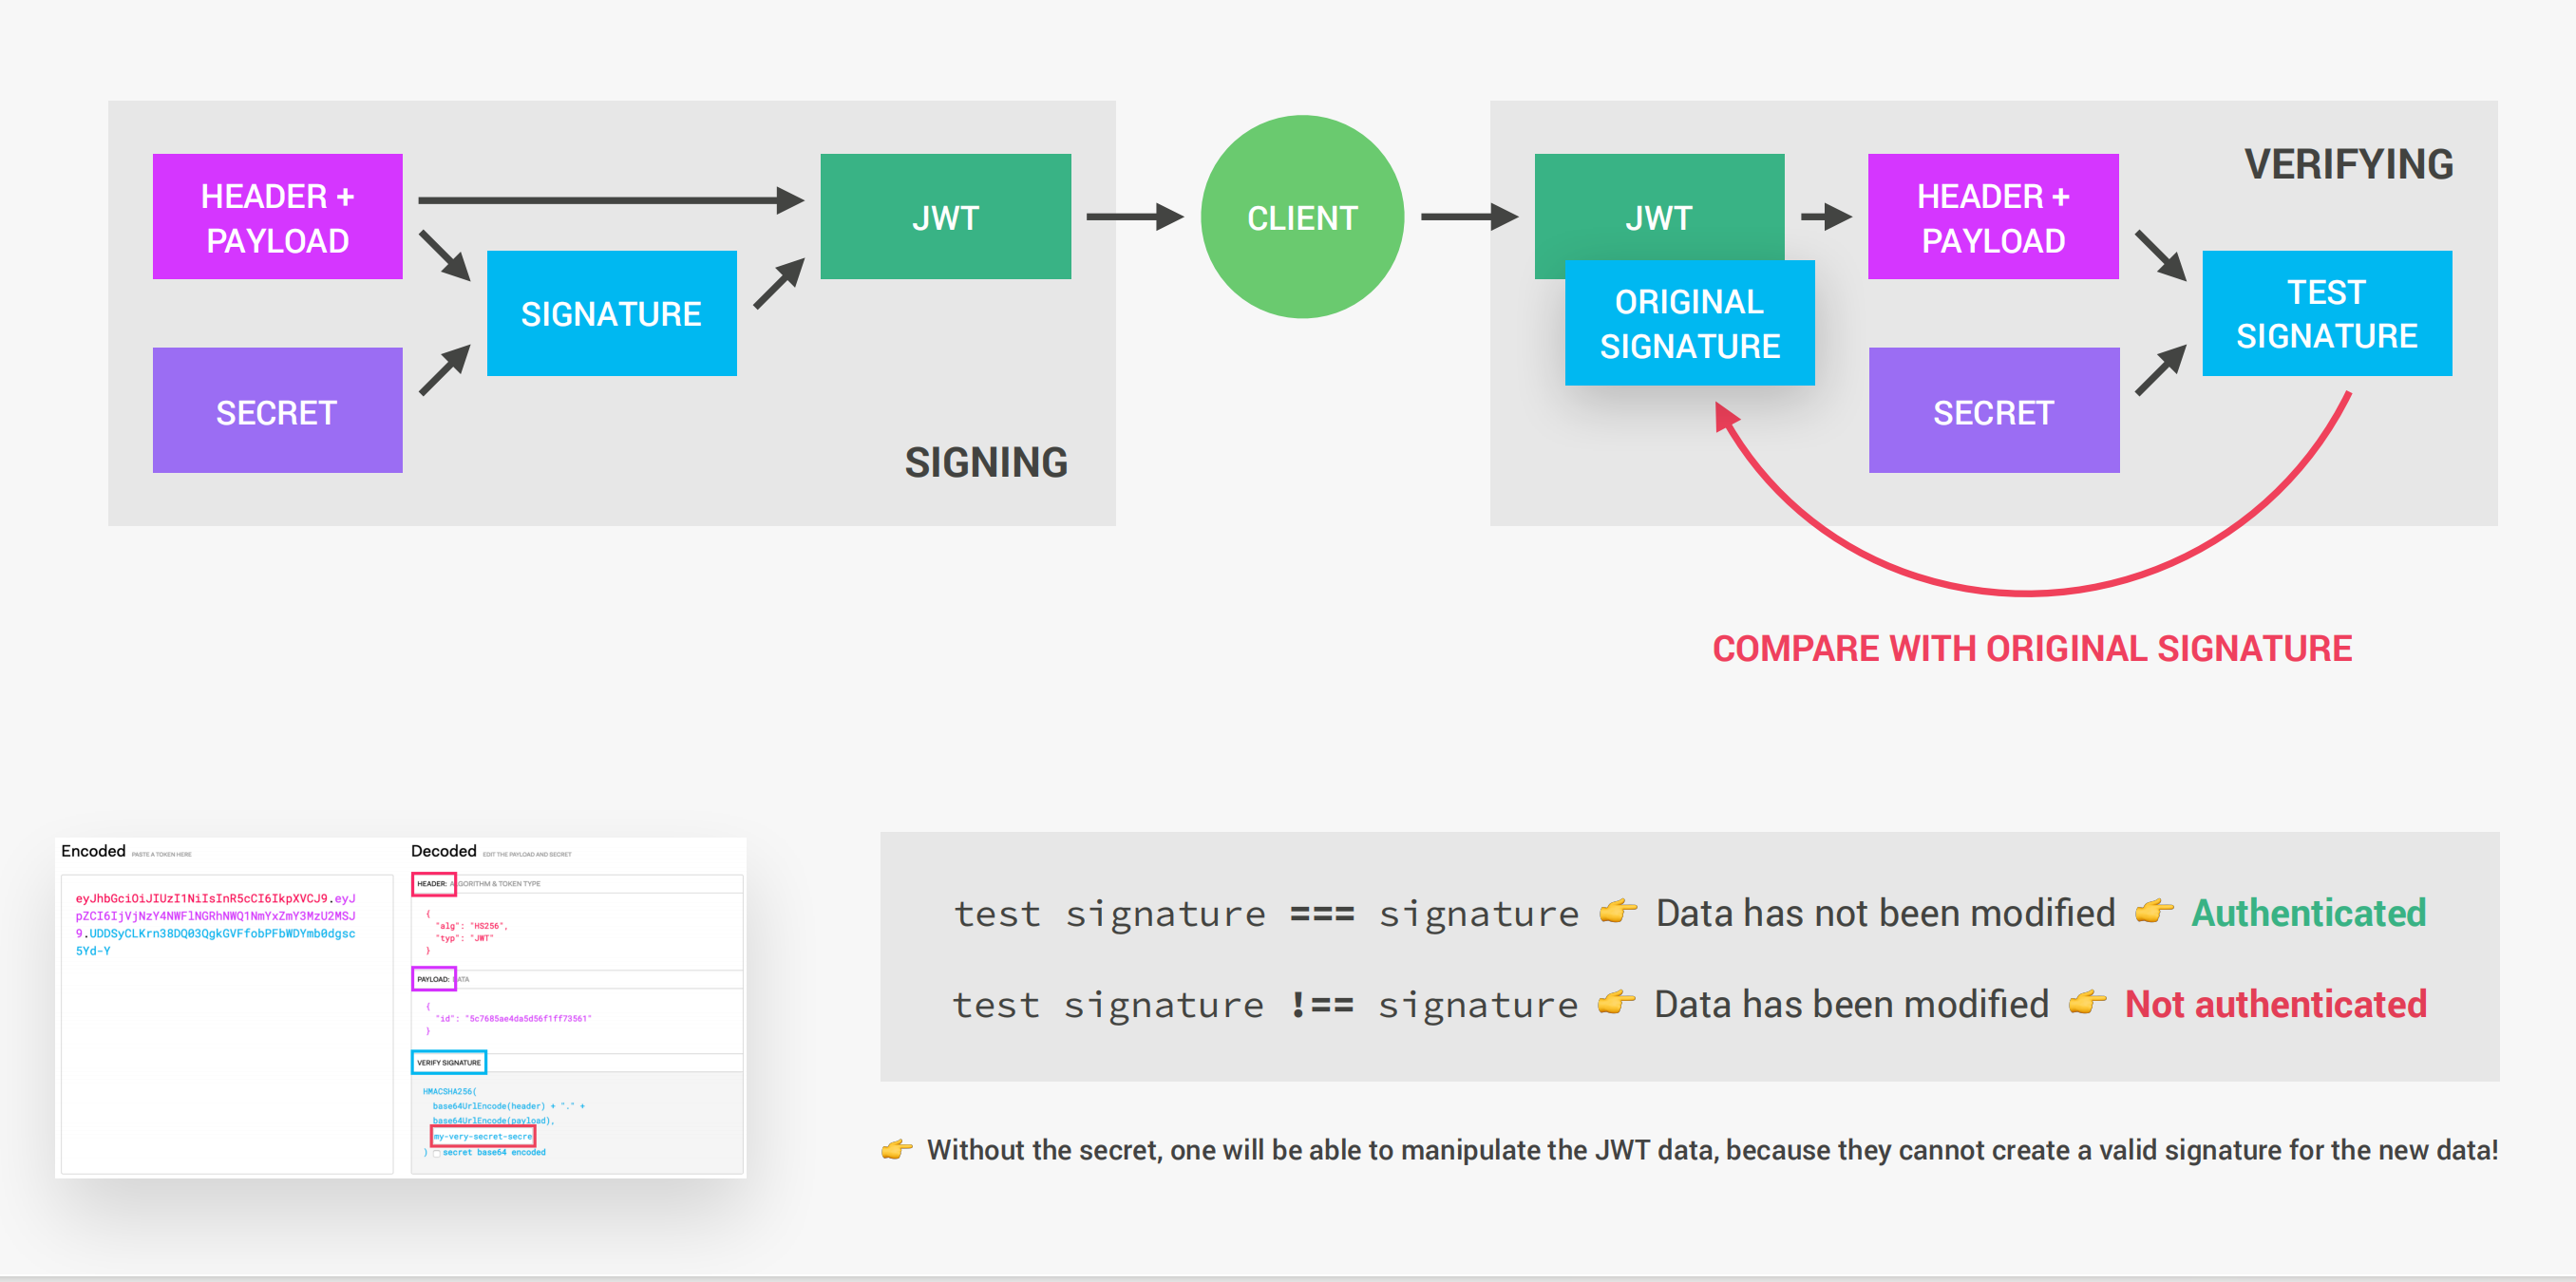 HEADER +
PAYLOAD
SECRET
SIGNATURE
JWT
SIGNING
CLIENT
JWT
ORIGINAL
SIGNATURE
HEADER +
PAYLOAD
SECRET
VERIFYING
TEST
SIGNATURE
COMPARE WITH ORIGINAL SIGNATURE
Encoded PASTE A TOKEN HERE
eyJhbGciOiJIUzI1NiIsInR5cCI6IkpXVCJ9.eyJ
pZCI6IjVjNzY4NWFlNGRhNWQ1NmYxZmY3MzU2MSJ
9.UDDSyCLKrn38DQ03QgkGVFfobPFbWDYmb0dgsc
5Yd-Y
Decoded EDIT THE PAYLOAD AND SECRET
HEADER: ALGORITHM & TOKEN TYPE
{
"alg": "HS256",
"typ": "JWT"
}
PAYLOAD: DATA
{
"id": "5c7685ae4da5d56f1ff73561"
}
VERIFY SIGNATURE
HMACSHA256(
base64UrlEncode(header) + "." +
base64UrlEncode(payload),
my-very-secret-secre
) secret base64 encoded
test signature === signature 👉 Data has not been modified 👉 Authenticated
test signature !== signature 👉 Data has been modified 👉 Not authenticated
👉 Without the secret, one will be able to manipulate the JWT data, because they cannot create a valid signature for the new data!